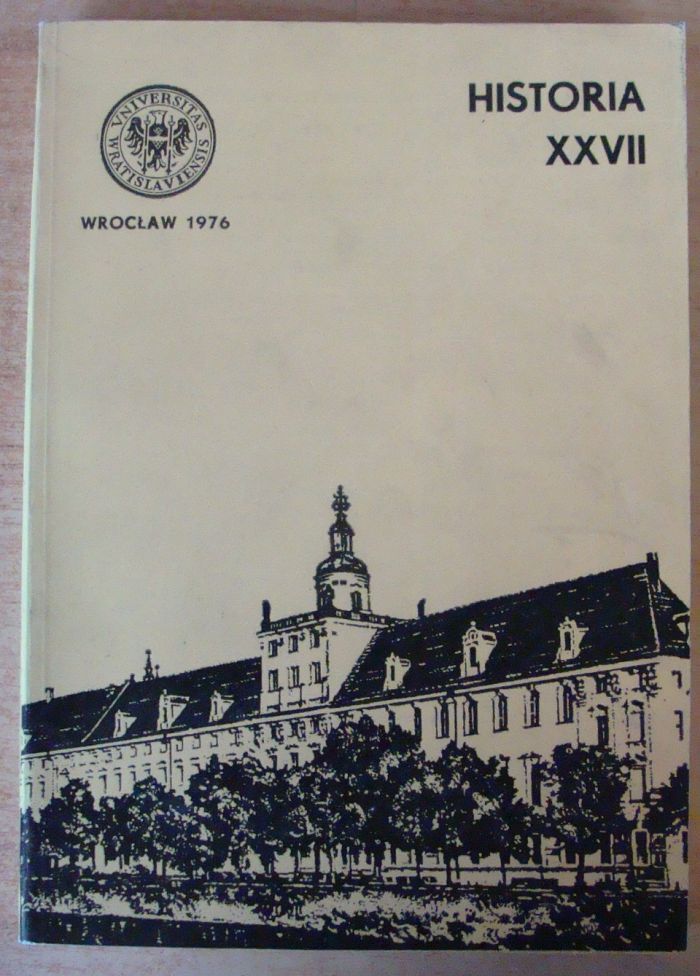 VNIVERSITAS
WRATISLAVIENSIS
WROCŁAW 1976
HISTORIA
XXVII